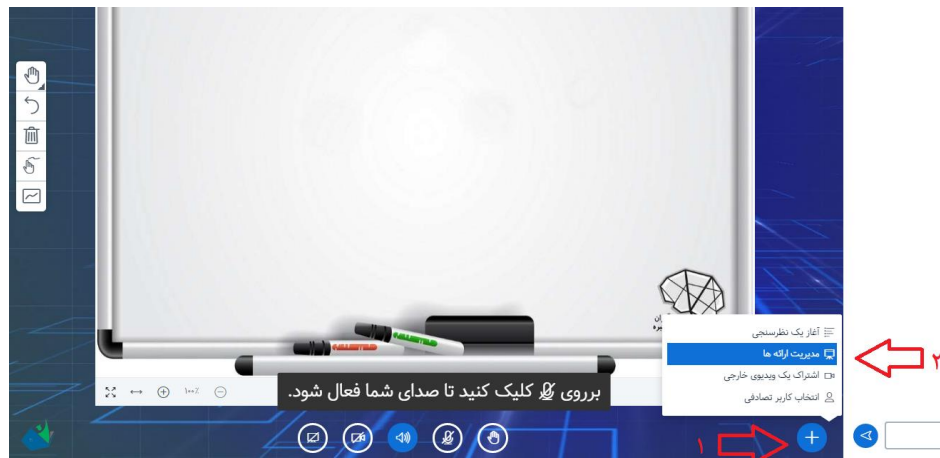 آغاز یک نظرسنجی
مدیریت ارائه ها
اشتراک یک ویدیوی خارجی
انتخاب کاربر تصادفی
۲
۱۰۰٪
برروی کلیک کنید تا صدای شما فعال شود.
۱